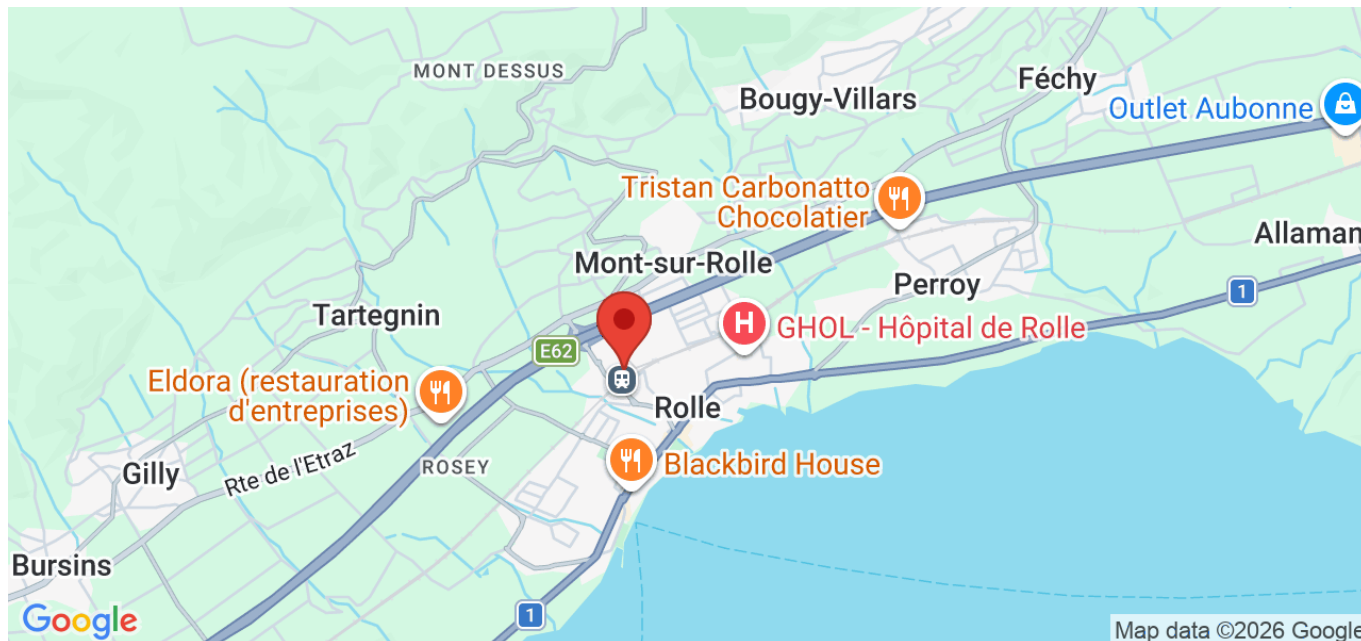 MONT DESSUS
Féchy
Bougy-Villars
Outlet Aubonne
Tristan Carbonatto
Chocolatier
Allaman
Mont-sur-Rolle
Perroy
1
Tartegnin
H
GHOL - Hôpital de Rolle
E62
Eldora (restauration
d'entreprises)
Rolle
Gilly
Rte de l'Etraz
ROSEY
Blackbird House
Bursins
1
Google
Map data ©2026 Google